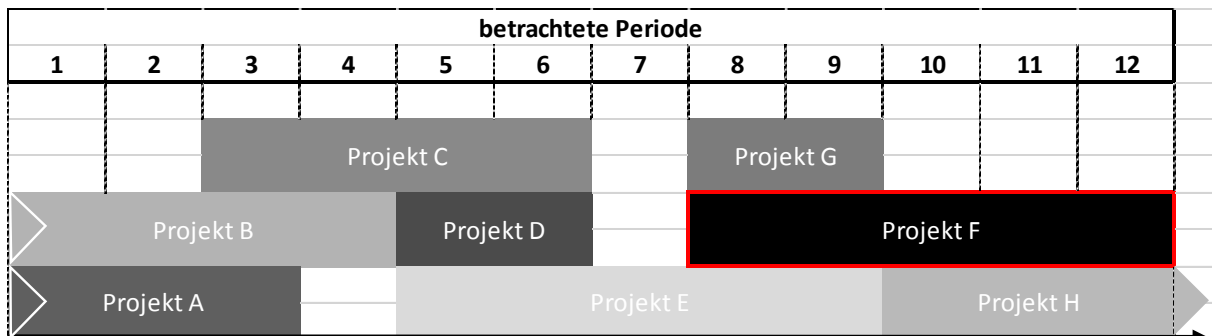 betrachtete Periode
1 2 3 4 5 6 7 8 9 10 11 12
Projekt C Projekt G
Projekt B Projekt D Projekt F
Projekt A Projekt E Projekt H